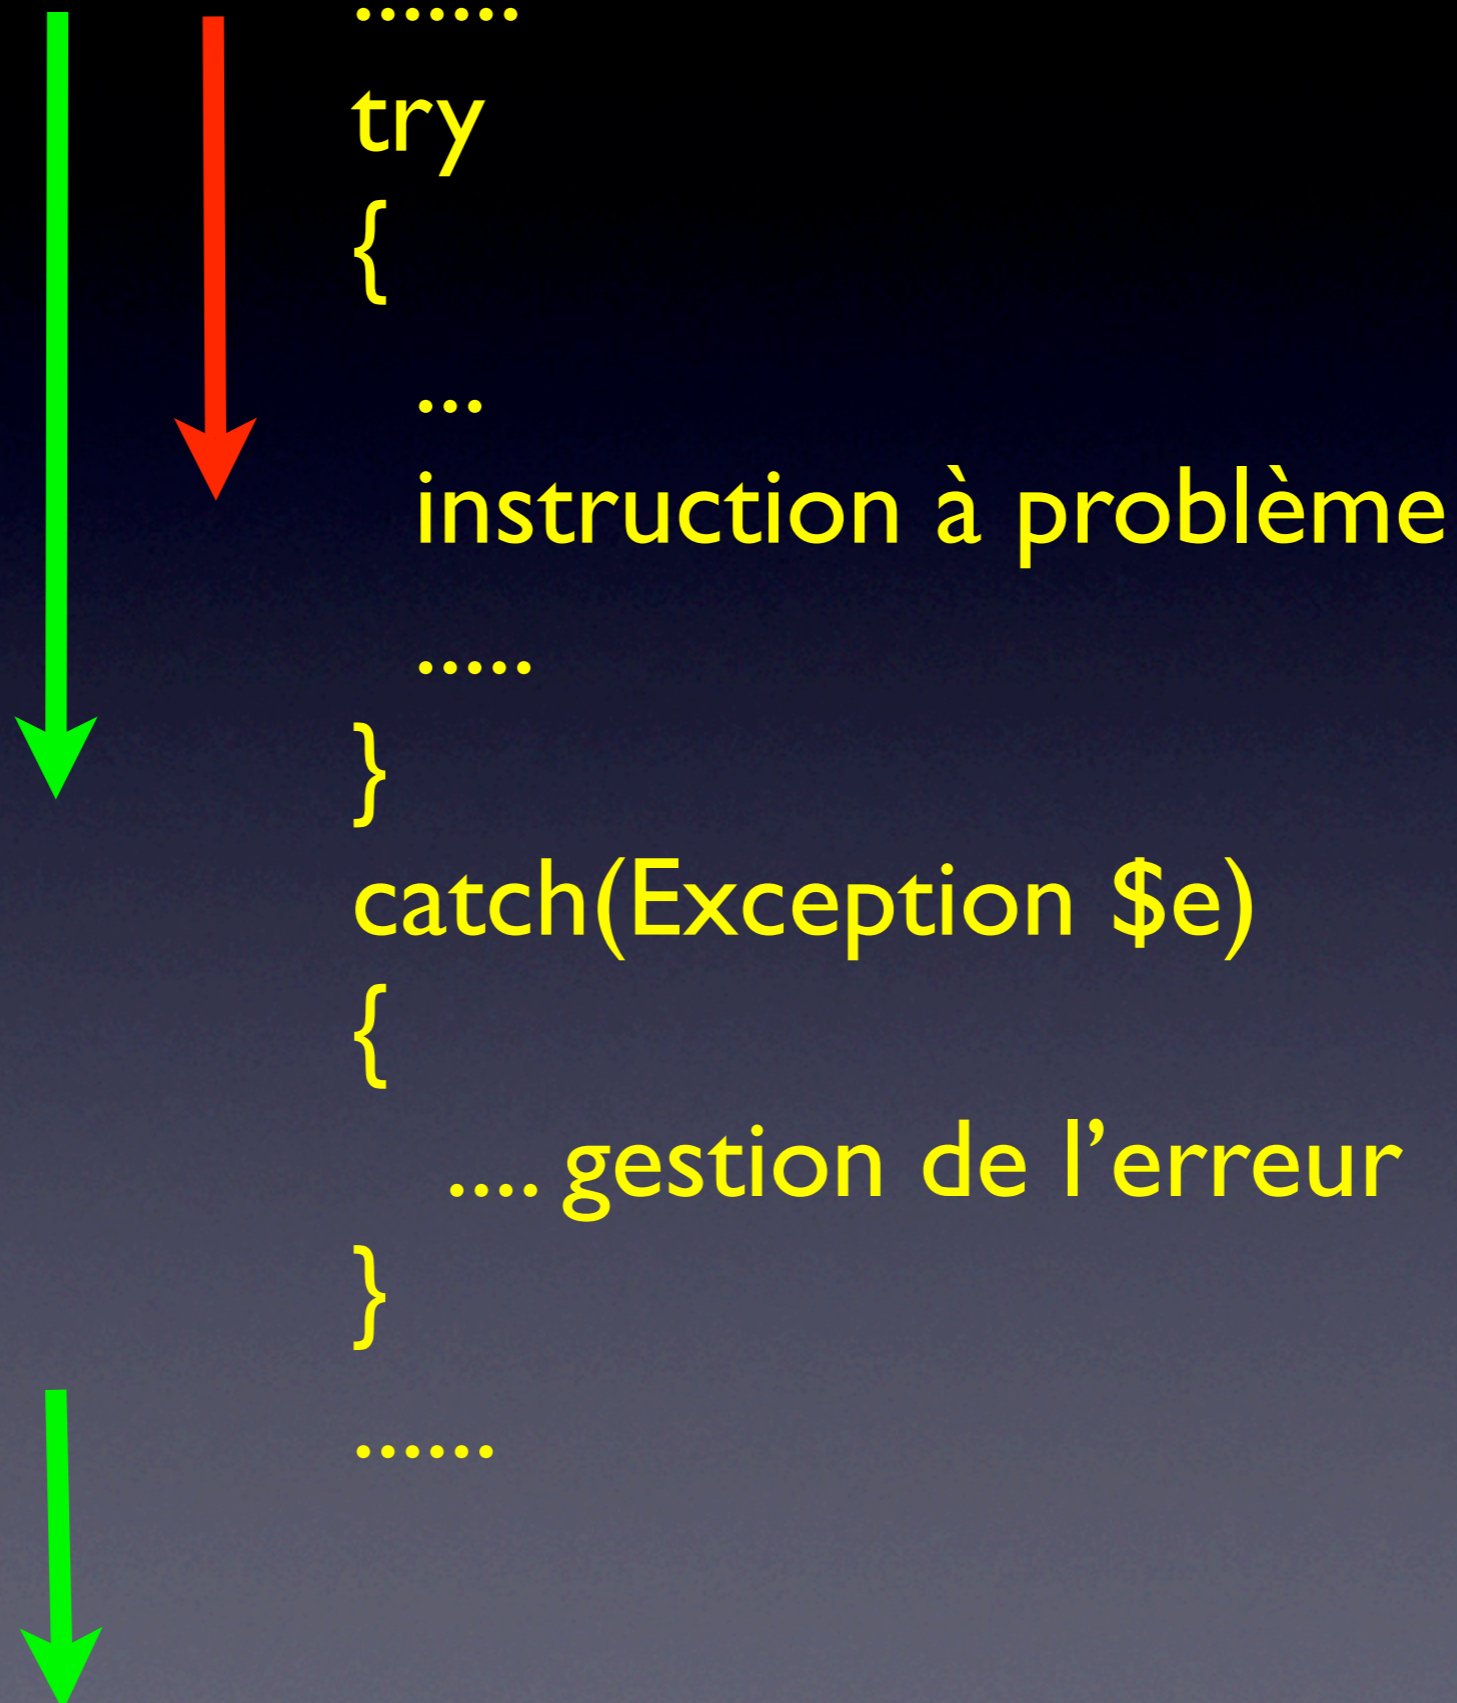 .......
try
{
...
instruction à problème
.....
}
catch(Exception $e)
{
.... gestion de l’erreur
}
......